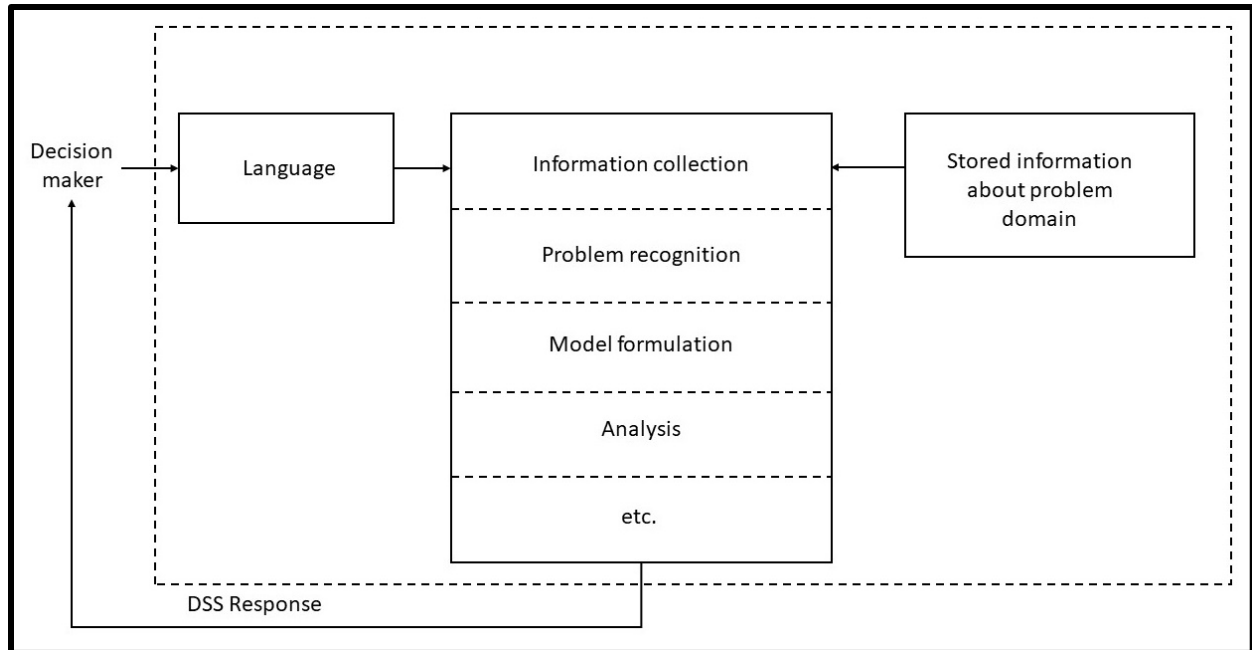 Decision
maker
Language
Information collection
Problem recognition
Model formulation
Analysis
etc.
Stored information
about problem
domain
DSS Response